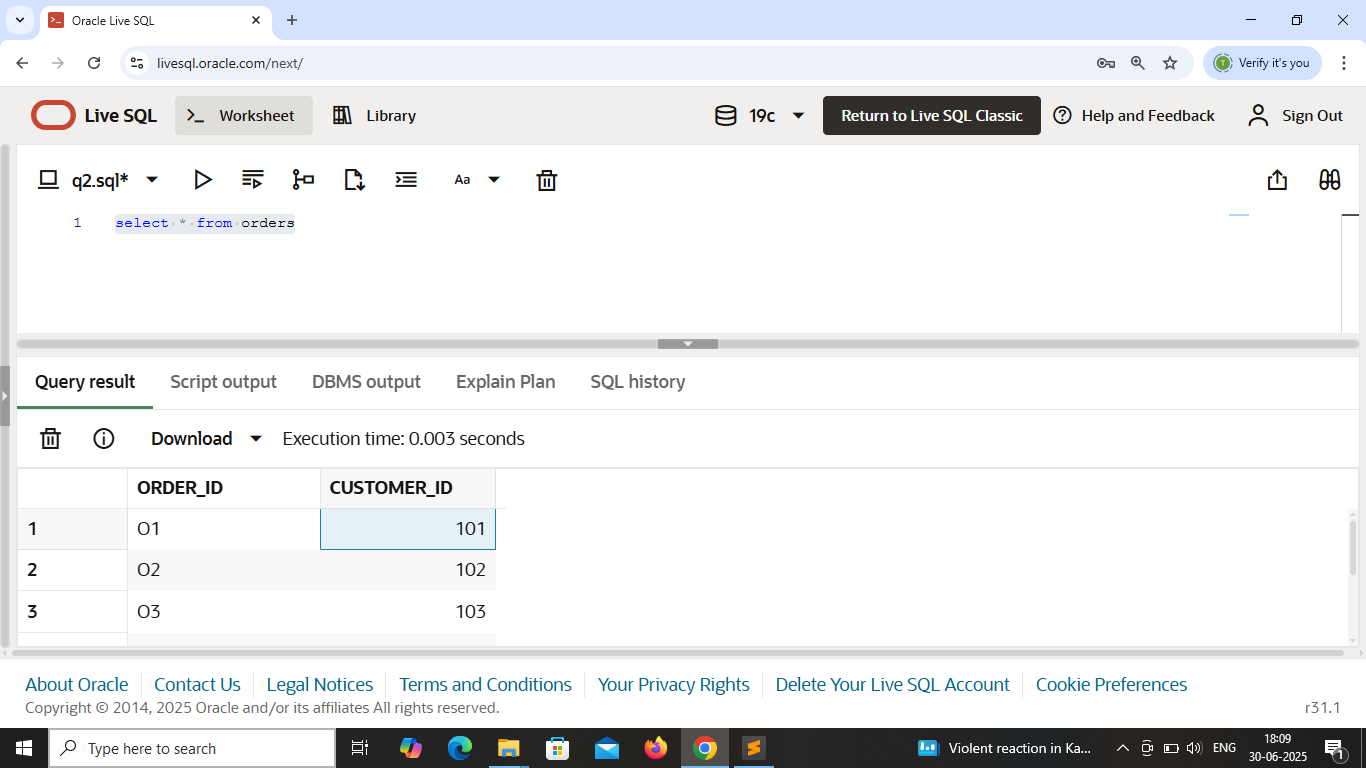 Oracle Live SQL
livesql.oracle.com/next/
T Verify it's you
Live SQL Worksheet Library 19c Return to Live SQL Classic Help and Feedback Sign Out
q2.sql* Aa
1 select * from orders
Query result Script output DBMS output Explain Plan SQL history
Download Execution time: 0.003 seconds
ORDER_ID CUSTOMER_ID
1 O1 101
2 O2 102
3 O3 103
About Oracle Contact Us Legal Notices Terms and Conditions Your Privacy Rights Delete Your Live SQL Account Cookie Preferences
Copyright © 2014, 2025 Oracle and/or its affiliates All rights reserved. r31.1
Type here to search Violent reaction in Ka... ENG 18:09
30-06-2025 1